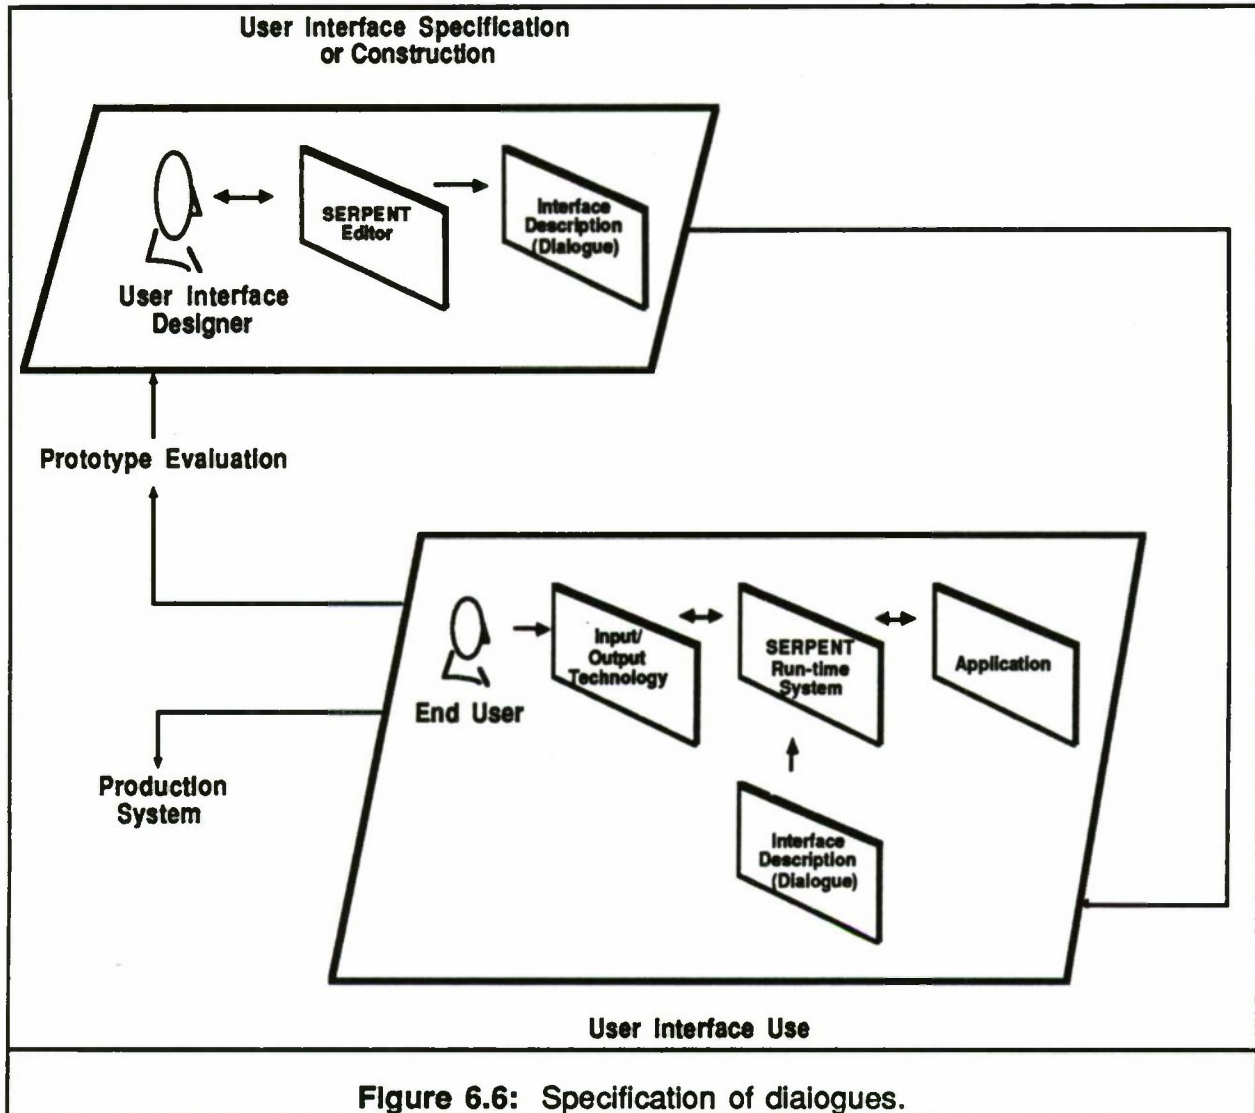 User Interface Specification
or Construction
SERPENT
Editor
Interface
Description
(Dialogue)
User Interface
Designer
Prototype Evaluation
Input/
Output
Technology
SERPENT
Run-time
System
Application
End User
Production
System
Interface
Description
(Dialogue)
User Interface Use
Figure 6.6: Specification of dialogues.